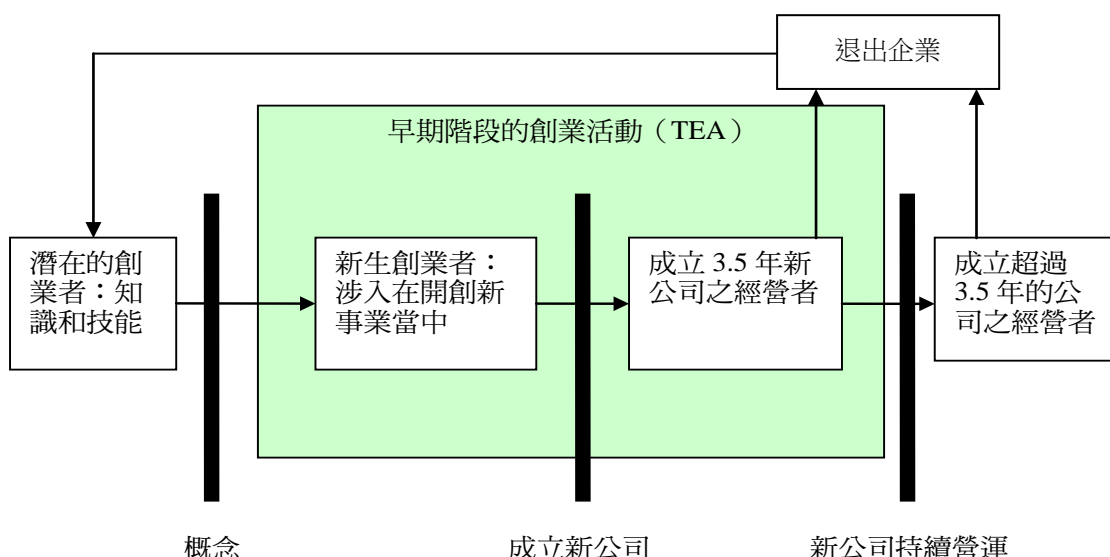 退出企業
早期階段的創業活動（TEA）
潛在的創
業者：知
識和技能
新生創業者：
涉入在開創新
事業當中
成立 3.5 年新
公司之經營者
成立超過
3.5 年的公
司之經營者
概念
成立新公司
新公司持續營運